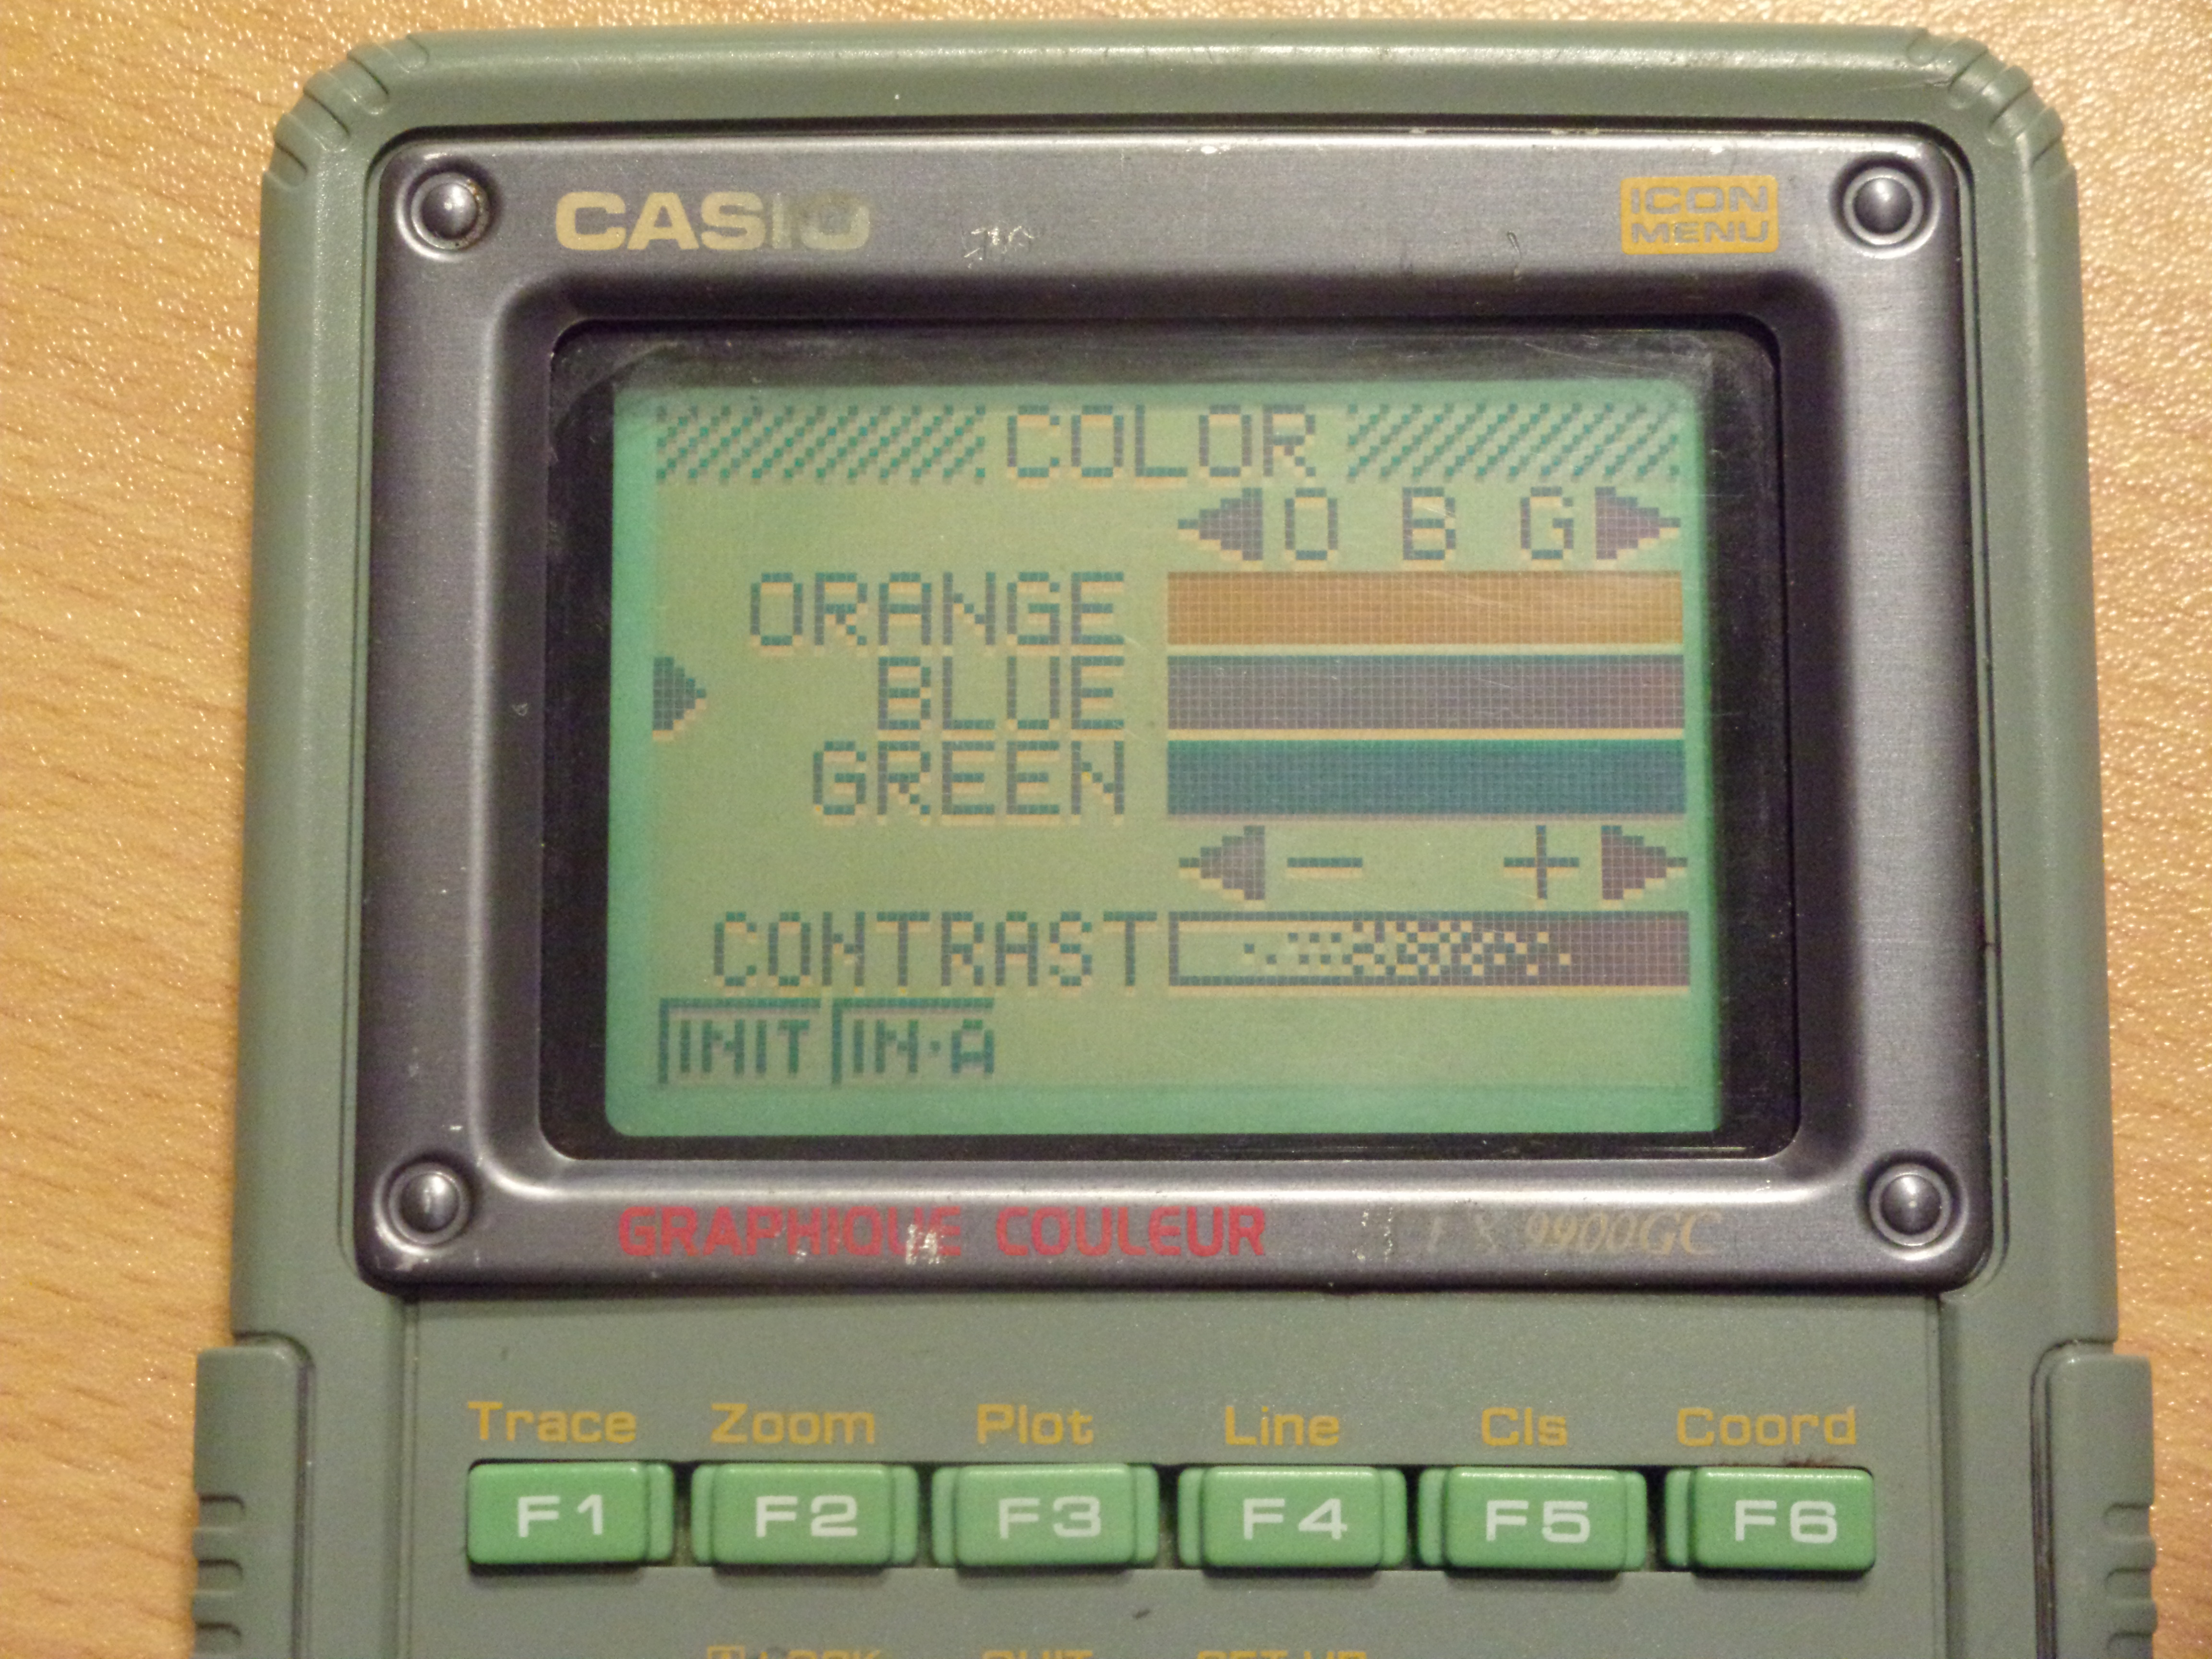 CASIO
ICON
MENU
COLOR
O B G
ORANGE
BLUE
GREEN
- +
CONTRAST
INIT IN·A
GRAPHIQUE COULEUR 9900GC
Trace Zoom Plot Line Cls Coord
F1 F2 F3 F4 F5 F6